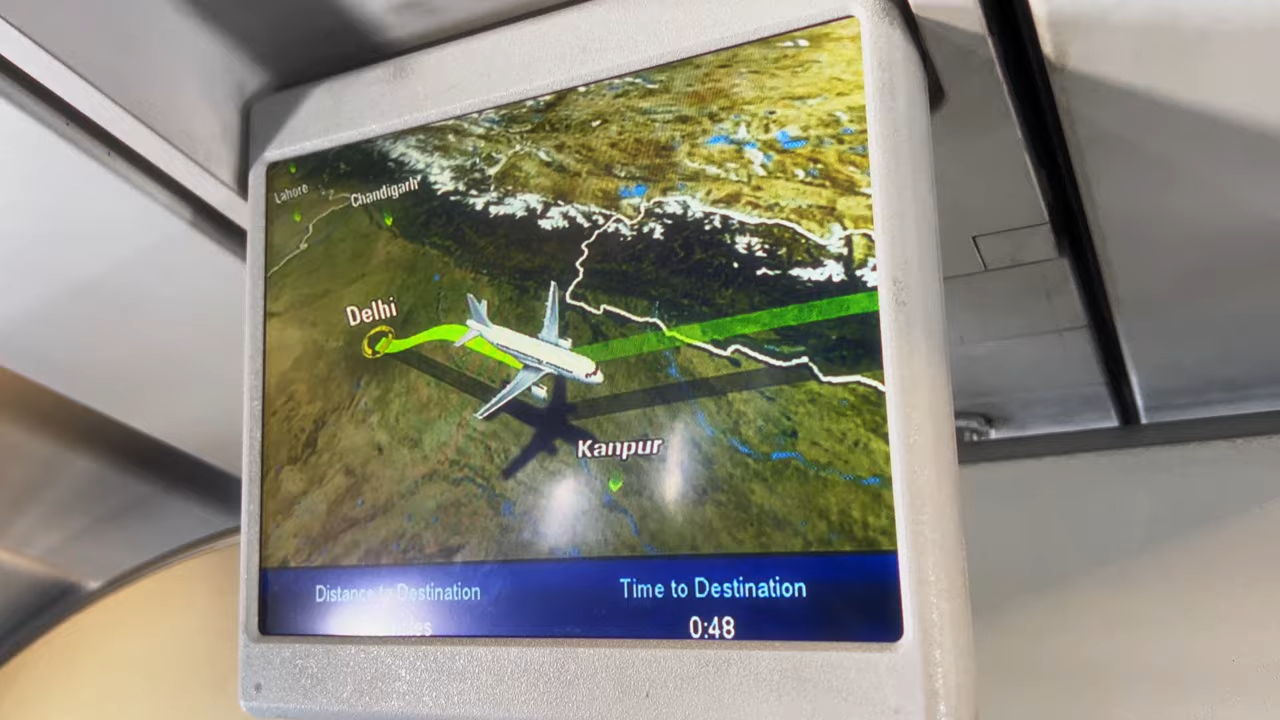 Lahore
Chandigarh
Delhi
Kanpur
Distance to Destination
Time to Destination
0:48